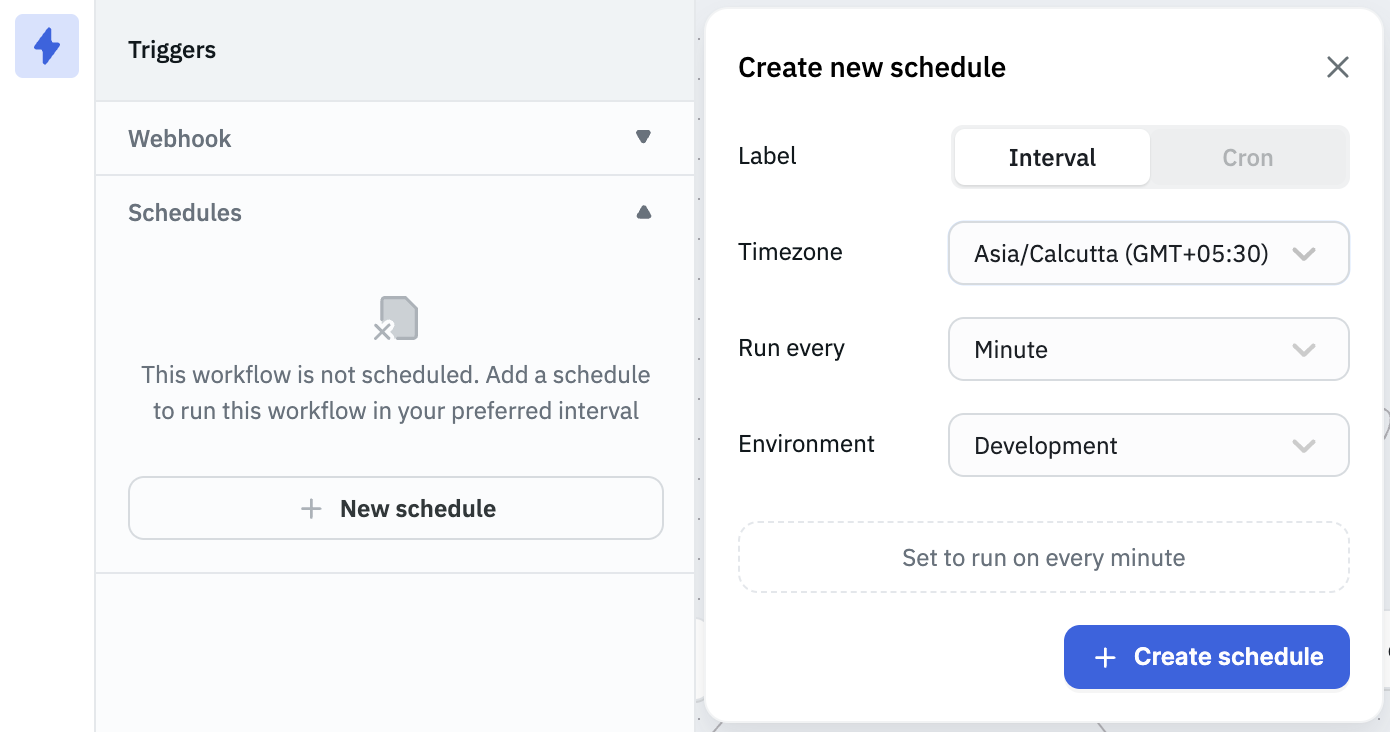 Triggers
Webhook
Schedules
This workflow is not scheduled. Add a schedule
to run this workflow in your preferred interval
New schedule
Create new schedule
Label
Interval
Cron
Timezone
Asia/Calcutta (GMT+05:30)
Run every
Minute
Environment
Development
Set to run on every minute
Create schedule